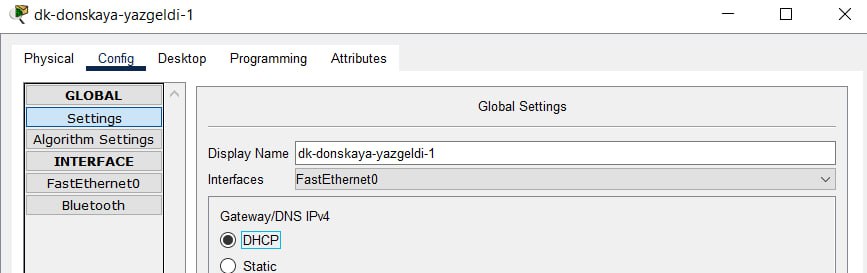 dk-donskaya-yazgeldi-1
Physical Config Desktop Programming Attributes
GLOBAL
Settings
Algorithm Settings
INTERFACE
FastEthernet0
Bluetooth
Global Settings
Display Name dk-donskaya-yazgeldi-1
Interfaces FastEthernet0
Gateway/DNS IPv4
DHCP
Static